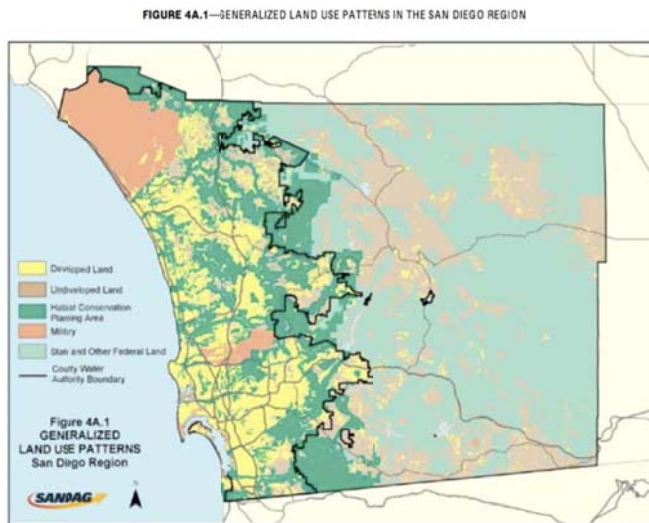 FIGURE 4A.1—GENERALIZED LAND USE PATTERNS IN THE SAN DIEGO REGION
Developed Land
Undeveloped Land
Habitat Conservation
Planning Area
Military
State and Other Federal Land
County Water
Authority Boundary
Figure 4A.1
GENERALIZED
LAND USE PATTERNS
San Diego Region
N
SANDAG